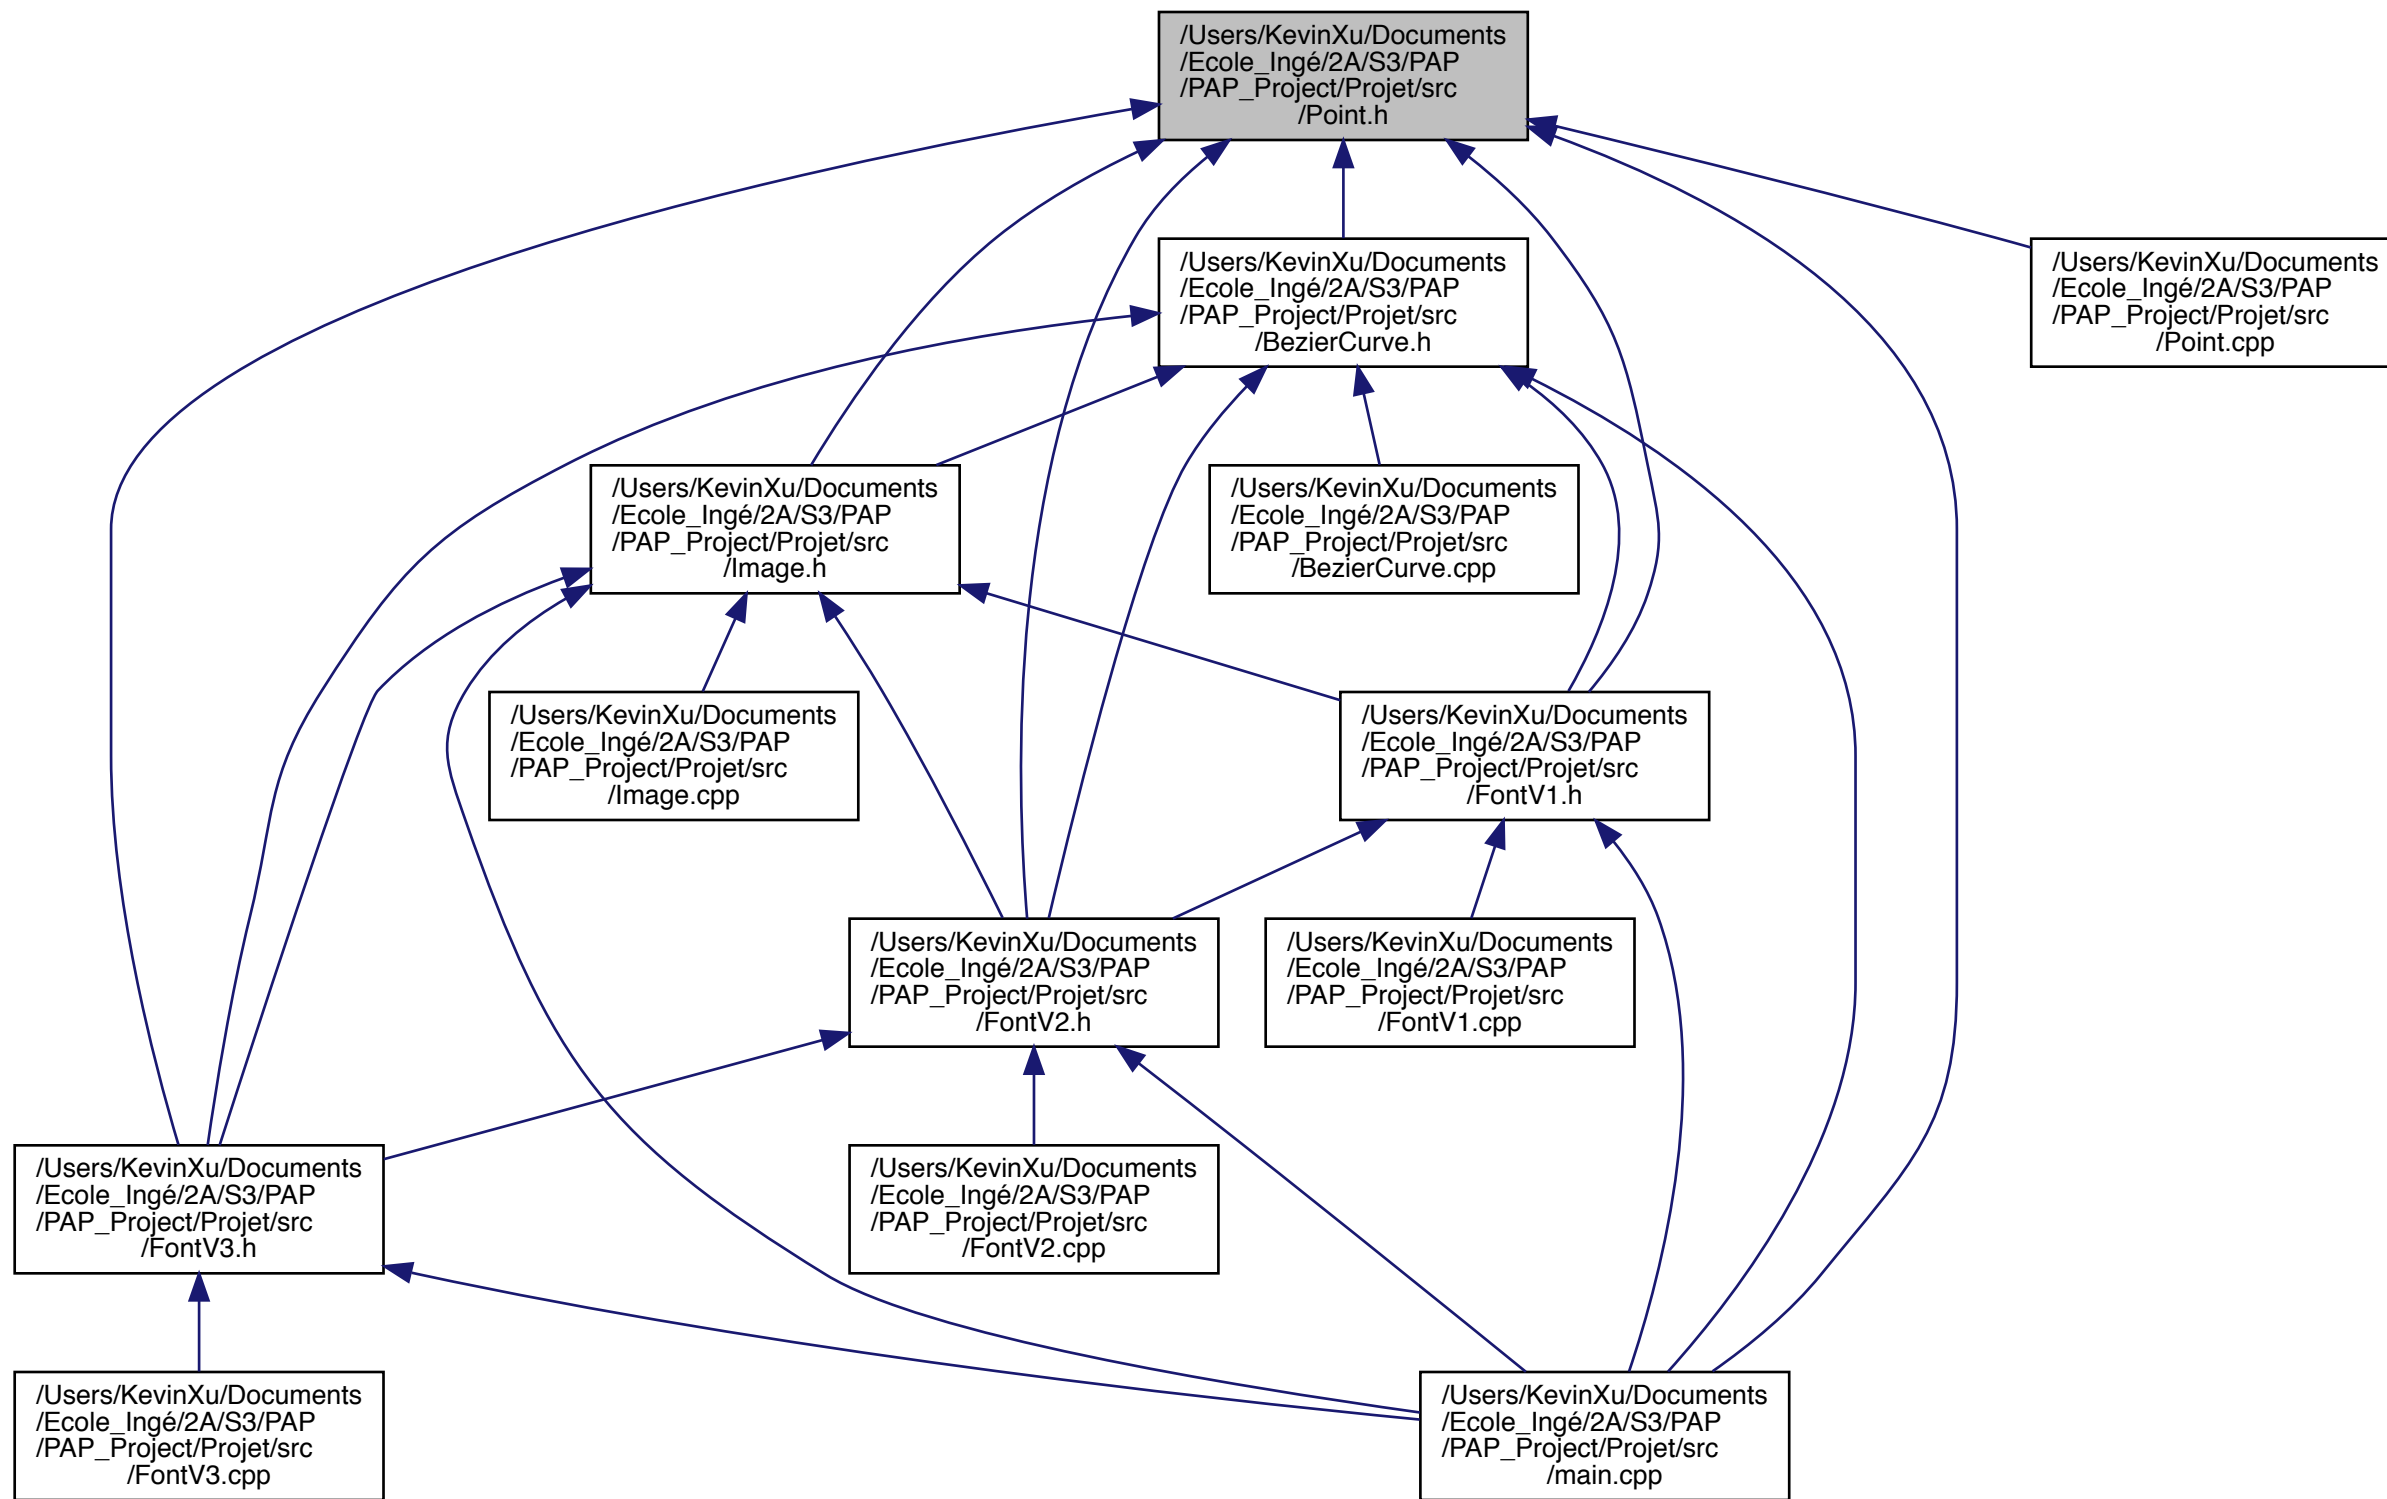 /Users/KevinXu/Documents
/Ecole_Ingé/2A/S3/PAP
/PAP_Project/Projet/src
/Point.h
/Users/KevinXu/Documents
/Ecole_Ingé/2A/S3/PAP
/PAP_Project/Projet/src
/BezierCurve.h
/Users/KevinXu/Documents
/Ecole_Ingé/2A/S3/PAP
/PAP_Project/Projet/src
/Point.cpp
/Users/KevinXu/Documents
/Ecole_Ingé/2A/S3/PAP
/PAP_Project/Projet/src
/Image.h
/Users/KevinXu/Documents
/Ecole_Ingé/2A/S3/PAP
/PAP_Project/Projet/src
/BezierCurve.cpp
/Users/KevinXu/Documents
/Ecole_Ingé/2A/S3/PAP
/PAP_Project/Projet/src
/Image.cpp
/Users/KevinXu/Documents
/Ecole_Ingé/2A/S3/PAP
/PAP_Project/Projet/src
/FontV1.h
/Users/KevinXu/Documents
/Ecole_Ingé/2A/S3/PAP
/PAP_Project/Projet/src
/FontV2.h
/Users/KevinXu/Documents
/Ecole_Ingé/2A/S3/PAP
/PAP_Project/Projet/src
/FontV1.cpp
/Users/KevinXu/Documents
/Ecole_Ingé/2A/S3/PAP
/PAP_Project/Projet/src
/FontV3.h
/Users/KevinXu/Documents
/Ecole_Ingé/2A/S3/PAP
/PAP_Project/Projet/src
/FontV2.cpp
/Users/KevinXu/Documents
/Ecole_Ingé/2A/S3/PAP
/PAP_Project/Projet/src
/FontV3.cpp
/Users/KevinXu/Documents
/Ecole_Ingé/2A/S3/PAP
/PAP_Project/Projet/src
/main.cpp